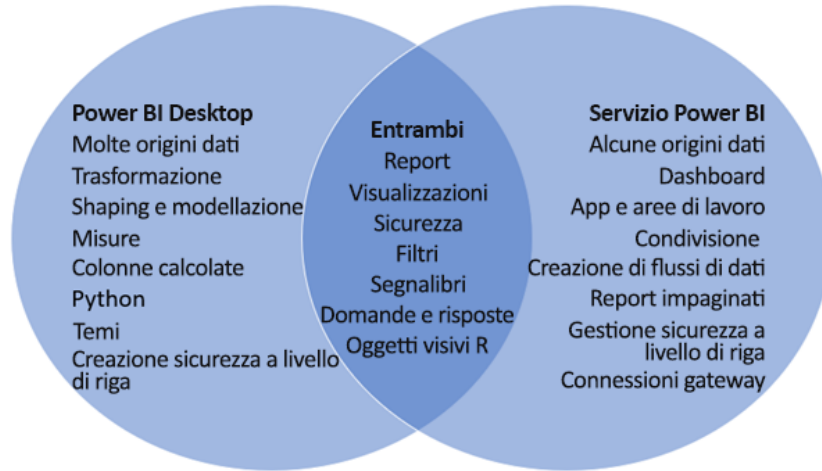 Power BI Desktop
Molte origini dati
Trasformazione
Shaping e modellazione
Misure
Colonne calcolate
Python
Temi
Creazione sicurezza a livello
di riga
Entrambi
Report
Visualizzazioni
Sicurezza
Filtri
Segnalibri
Domande e risposte
Oggetti visivi R
Servizio Power BI
Alcune origini dati
Dashboard
App e aree di lavoro
Condivisione
Creazione di flussi di dati
Report impaginati
Gestione sicurezza a
livello di riga
Connessioni gateway